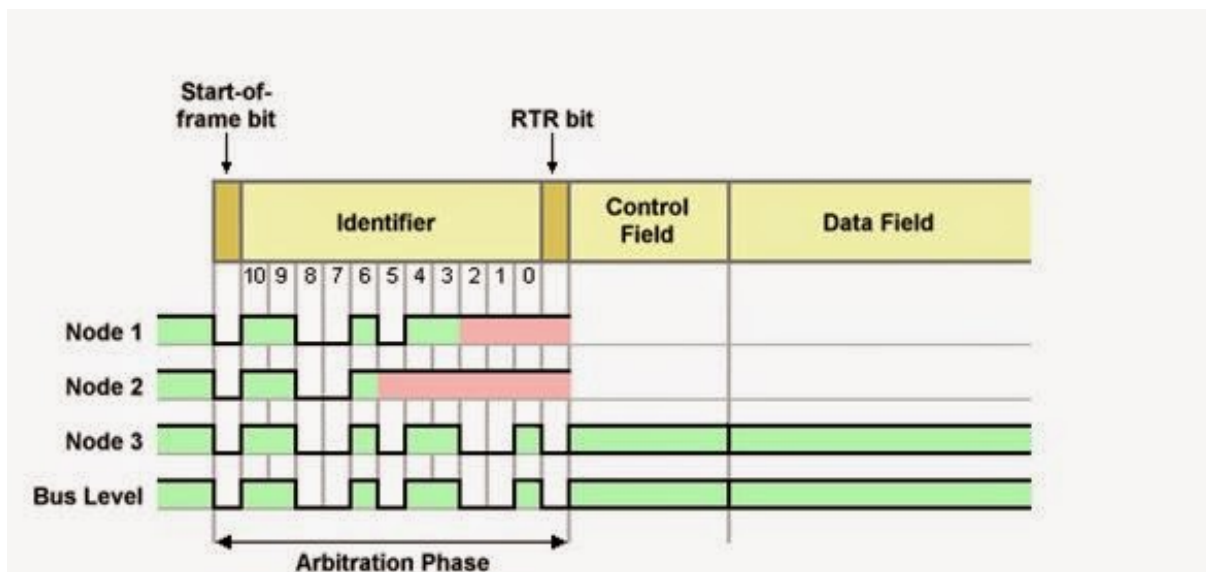 Start-of-
frame bit
RTR bit
Identifier
Control
Field
Data Field
10 9 8 7 6 5 4 3 2 1 0
Node 1
Node 2
Node 3
Bus Level
Arbitration Phase